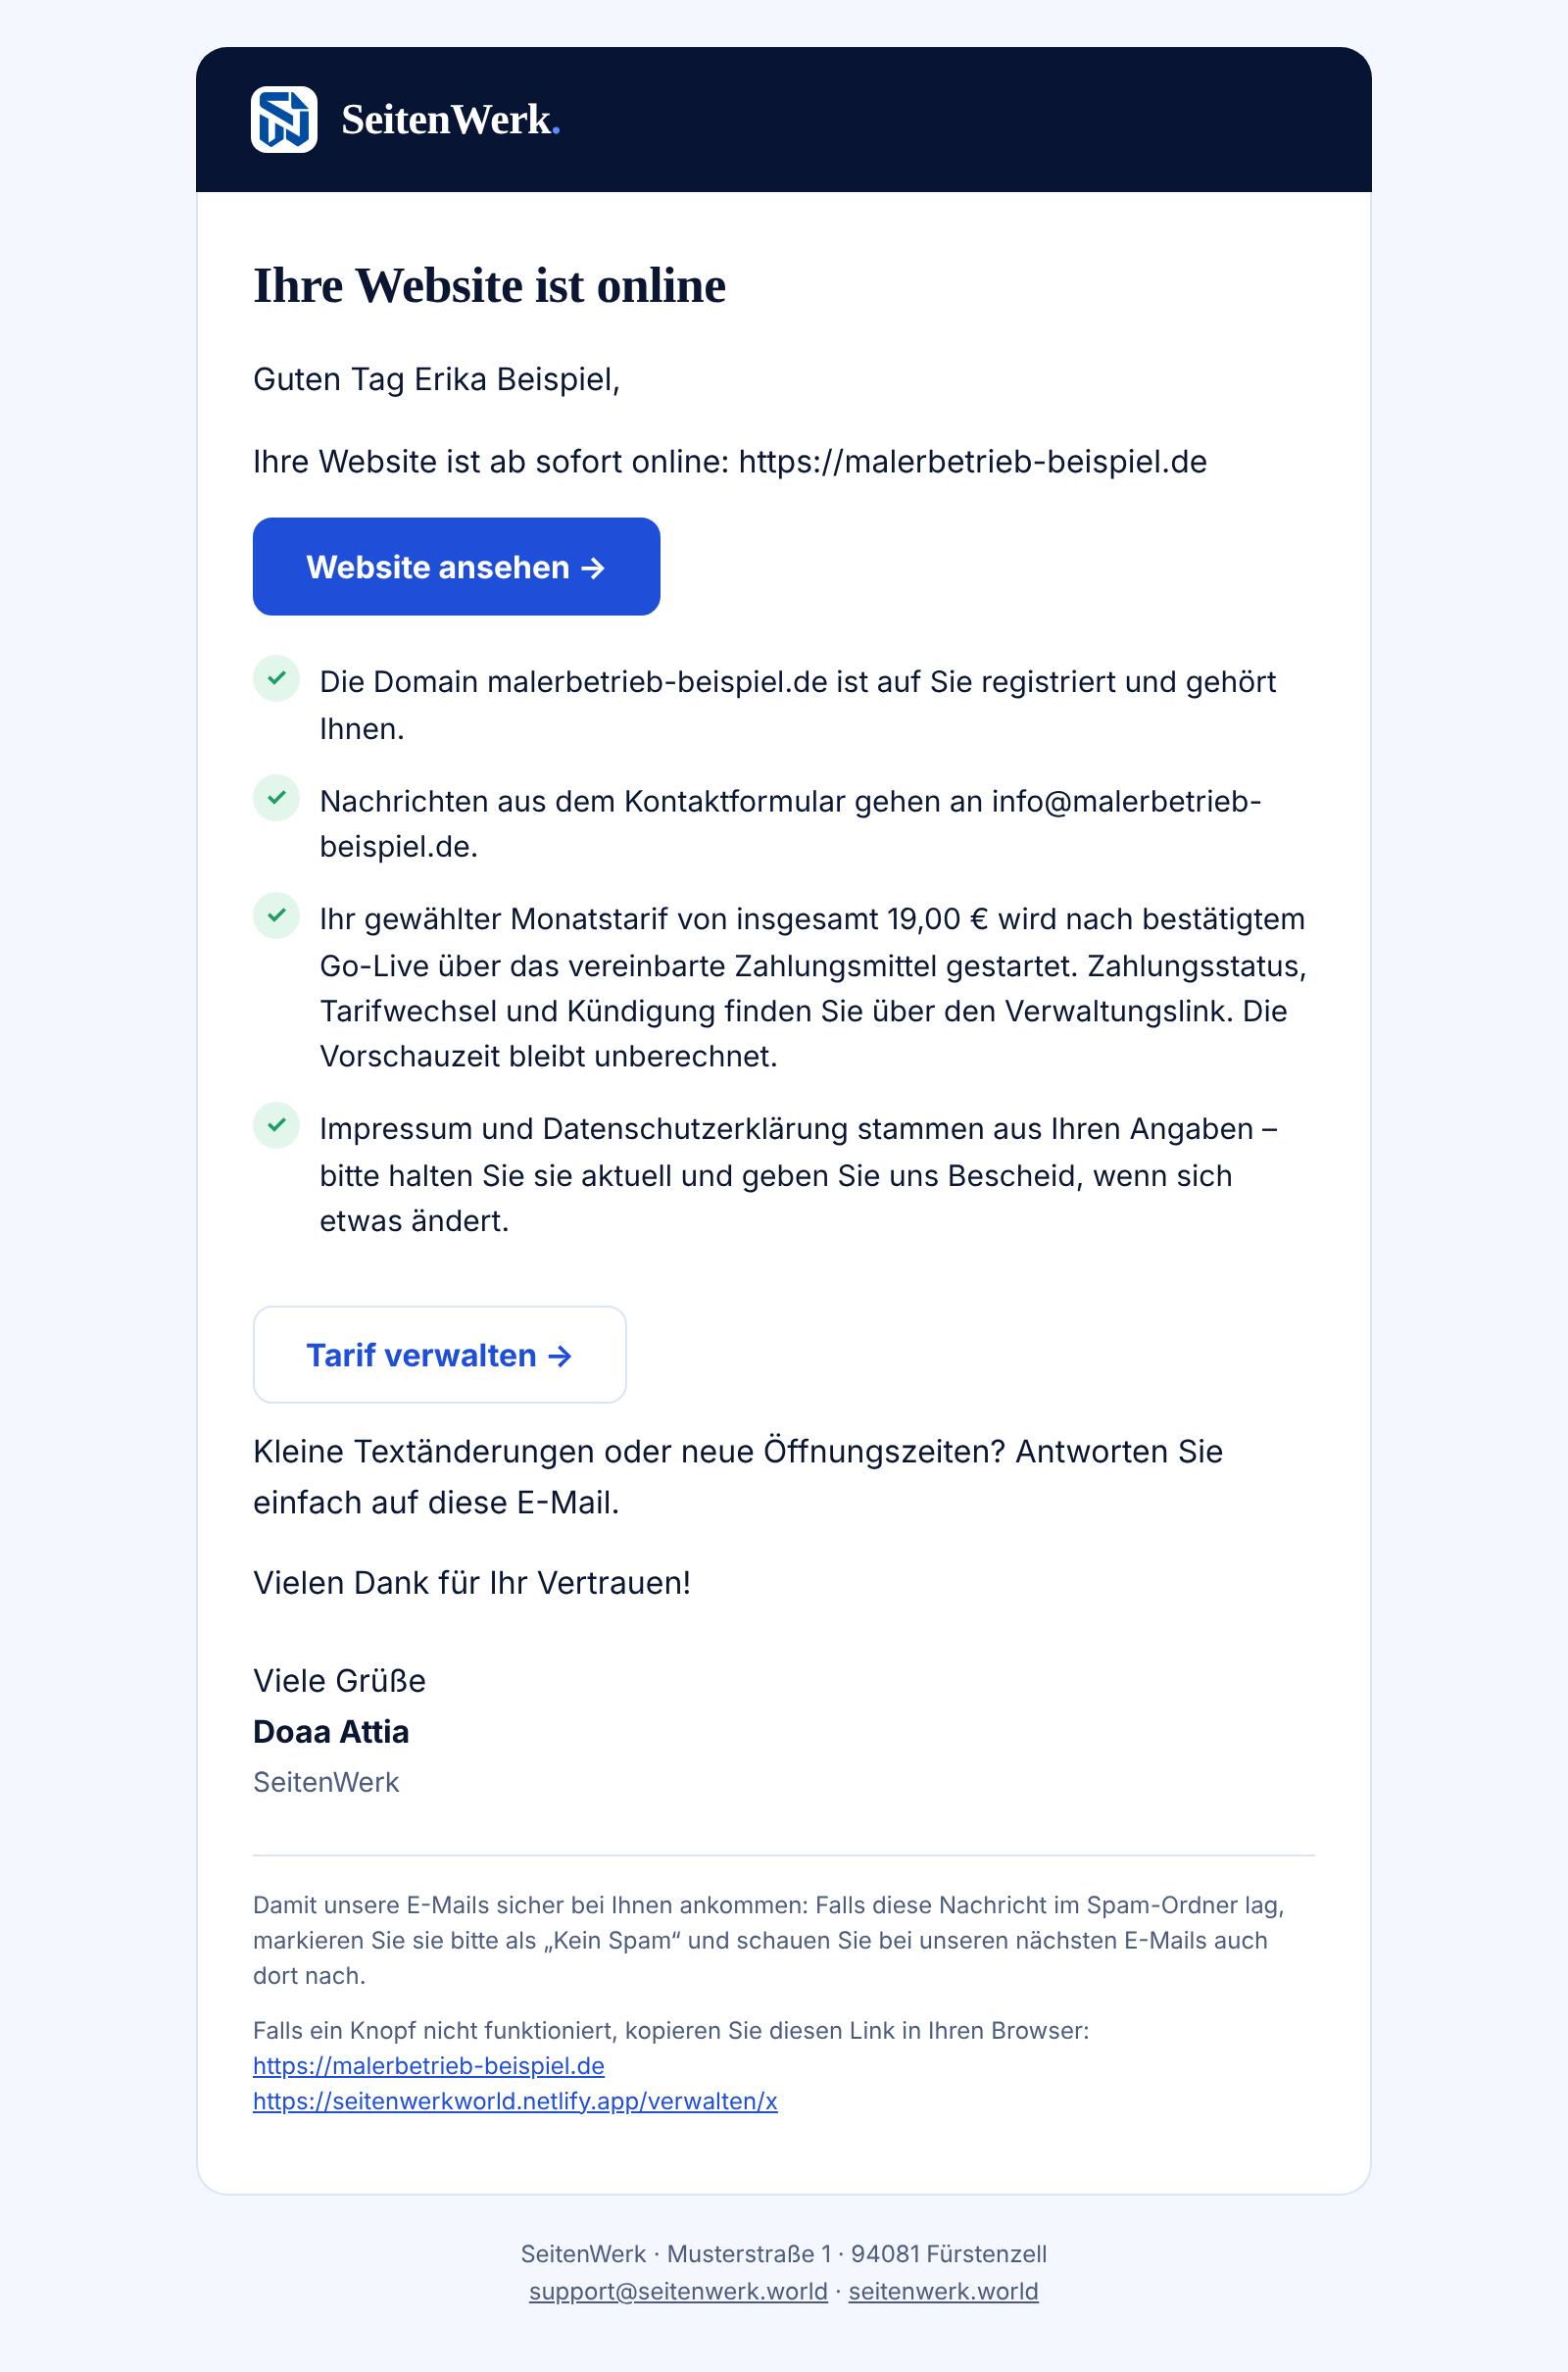 SeitenWerk.
Ihre Website ist online
Guten Tag Erika Beispiel,
Ihre Website ist ab sofort online: https://malerbetrieb-beispiel.de
Website ansehen →
Die Domain malerbetrieb-beispiel.de ist auf Sie registriert und gehört
Ihnen.
Nachrichten aus dem Kontaktformular gehen an info@malerbetrieb-
beispiel.de.
Ihr gewählter Monatstarif von insgesamt 19,00 € wird nach bestätigtem
Go-Live über das vereinbarte Zahlungsmittel gestartet. Zahlungsstatus,
Tarifwechsel und Kündigung finden Sie über den Verwaltungslink. Die
Vorschauzeit bleibt unberechnet.
Impressum und Datenschutzerklärung stammen aus Ihren Angaben –
bitte halten Sie sie aktuell und geben Sie uns Bescheid, wenn sich
etwas ändert.
Tarif verwalten →
Kleine Textänderungen oder neue Öffnungszeiten? Antworten Sie
einfach auf diese E-Mail.
Vielen Dank für Ihr Vertrauen!
Viele Grüße
Doaa Attia
SeitenWerk
Damit unsere E-Mails sicher bei Ihnen ankommen: Falls diese Nachricht im Spam-Ordner lag,
markieren Sie sie bitte als „Kein Spam“ und schauen Sie bei unseren nächsten E-Mails auch
dort nach.
Falls ein Knopf nicht funktioniert, kopieren Sie diesen Link in Ihren Browser:
https://malerbetrieb-beispiel.de
https://seitenwerkworld.netlify.app/verwalten/x
SeitenWerk · Musterstraße 1 · 94081 Fürstenzell
support@seitenwerk.world · seitenwerk.world